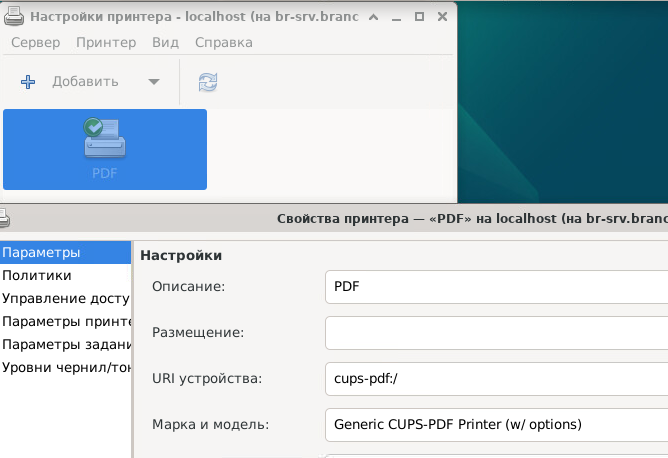 Настройки принтера - localhost (на br-srv.branc
Сервер Принтер Вид Справка
Добавить
PDF
Свойства принтера — «PDF» на localhost (на br-srv.branc
Параметры
Политики
Управление досту
Параметры принте
Параметры задани
Уровни чернил/тон
Настройки
Описание: PDF
Размещение:
URI устройства: cups-pdf:/
Марка и модель: Generic CUPS-PDF Printer (w/ options)